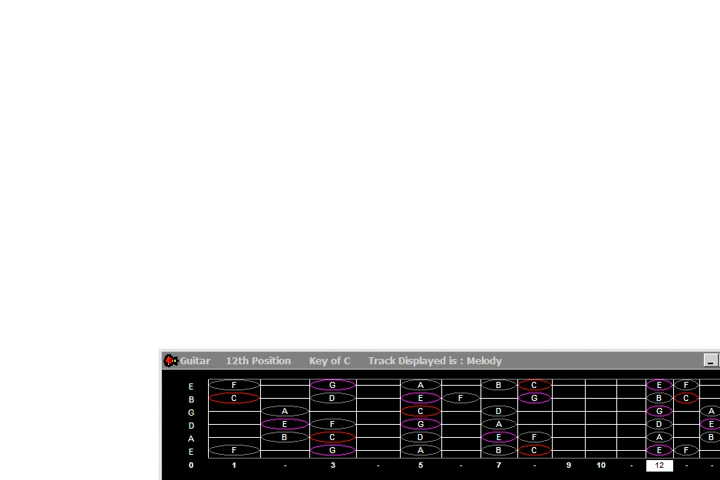 Guitar 12th Position Key of C Track Displayed is : Melody
E F G A B C E F
B C D E F G B C
G A C D G A
D E F G A D E
A B C D E F A B
E F G A B C E F
0 1 - 3 - 5 - 7 - 9 10 - 12 - -